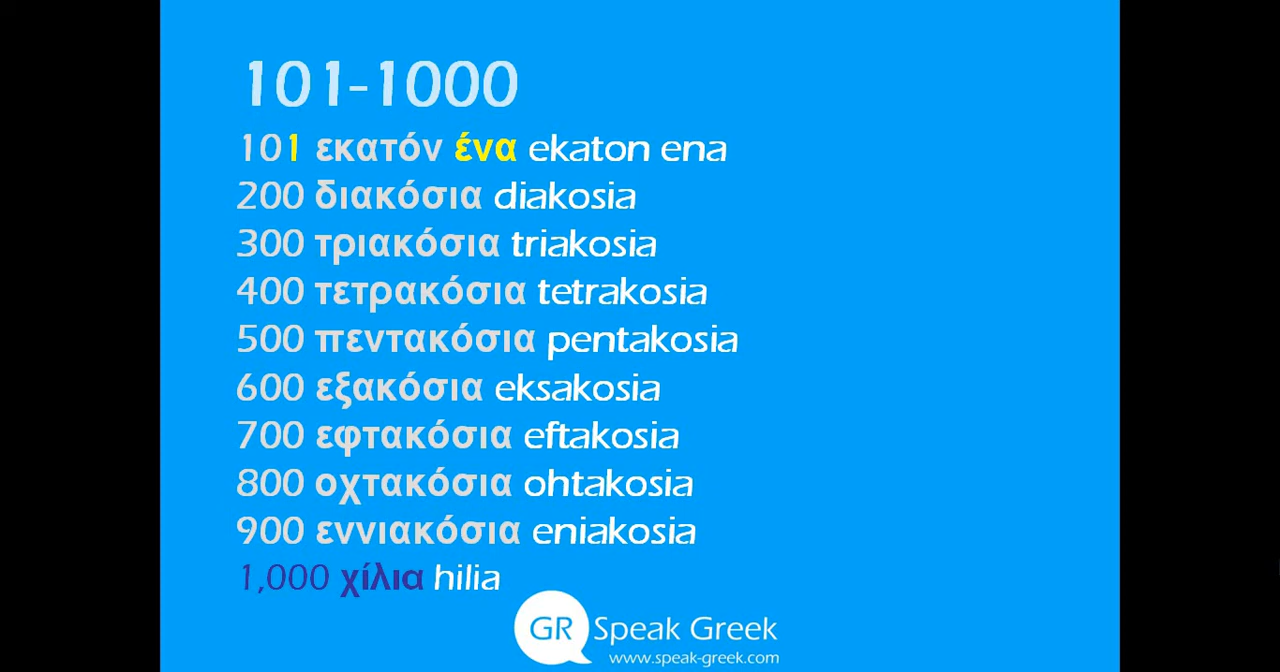 101-1000
101 εκατόν ένα ekaton ena
200 διακόσια diakosia
300 τριακόσια triakosia
400 τετρακόσια tetrakosia
500 πεντακόσια pentakosia
600 εξακόσια eksakosia
700 εφτακόσια eftakosia
800 οχτακόσια ohtakosia
900 εννιακόσια eniakosia
1,000 χίλια hilia
GR Speak Greek
www.speak-greek.com